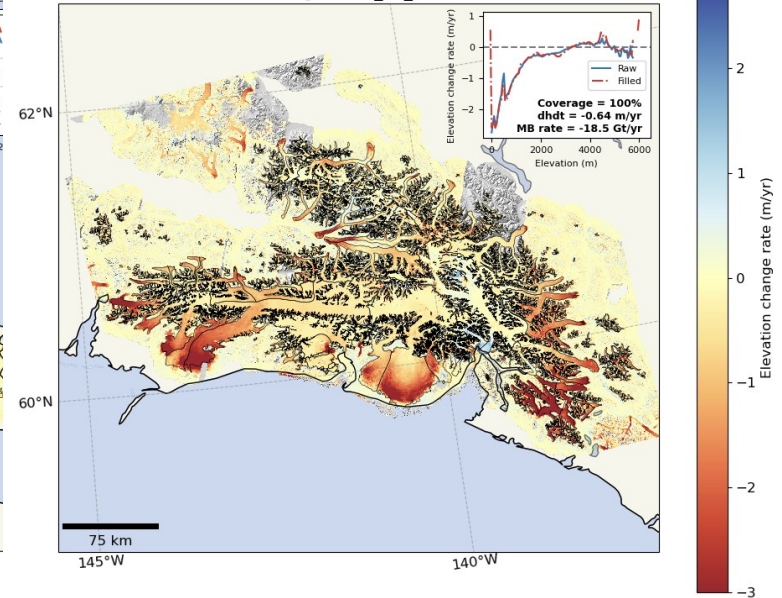 Elevation change rate (m/yr)
1
0
−1
−2
Raw
Filled
Coverage = 100%
dhdt = -0.64 m/yr
MB rate = -18.5 Gt/yr
0
2000
4000
6000
Elevation (m)
62°N
60°N
75 km
145°W
140°W
2
1
0
−1
−2
−3
Elevation change rate (m/yr)